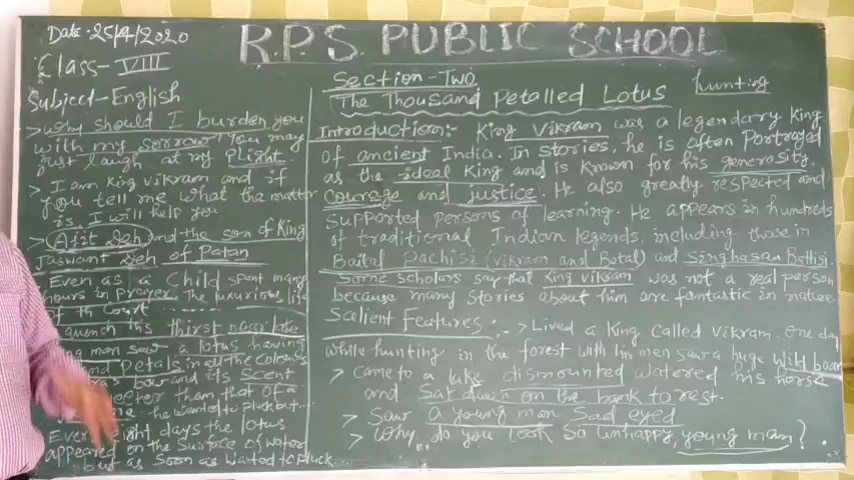 Date: 25/4/2020
R.P.S. PUBLIC SCHOOL
Class-VIII
Subject-English
> Why should I burden you
with my sorrow? You may
just laugh at my Plight.
> I am King Vikram and if
you tell me what the matter
is. I will help you
> Ajit Deh and the son of King
Jaswant Deh of Patan
Even as a Child spent many
hours in prayer. The luxurious life
of th Court
quench his thirst near lake
ng man saw a lotus having
and Petals in all the Colours
bow and its Scent
than that of a
he wanted to pluck but...
Every eight days the lotus
appeared on the Surface of water
but as Soon as wanted to pluck...
Section-Two
hunting
The Thousand Petalled Lotus
Introduction:- King Vikram was a legendary King
of ancient India. In stories, he is often Portrayed
as the ideal King and is known for his generosity,
Courage and justice. He also greatly respected and
Supported persons of learning. He appears in hundreds
of traditional Indian legends, including those in
Baital Pachisi (Vikram and Betal) and Singhasan Battisi.
Some scholars say that King Vikram was not a real person
because many Stories about him are fantastic in nature.
Scelient Features:- → Lived a King Called Vikram. One day
while hunting in the forest with his men saw a huge Wild boar
> Came to a lake dismounted watered his horse
and Sat down on the bank to rest.
> Saw a young man Sad eyed
> Why do you look So unhappy, young man?